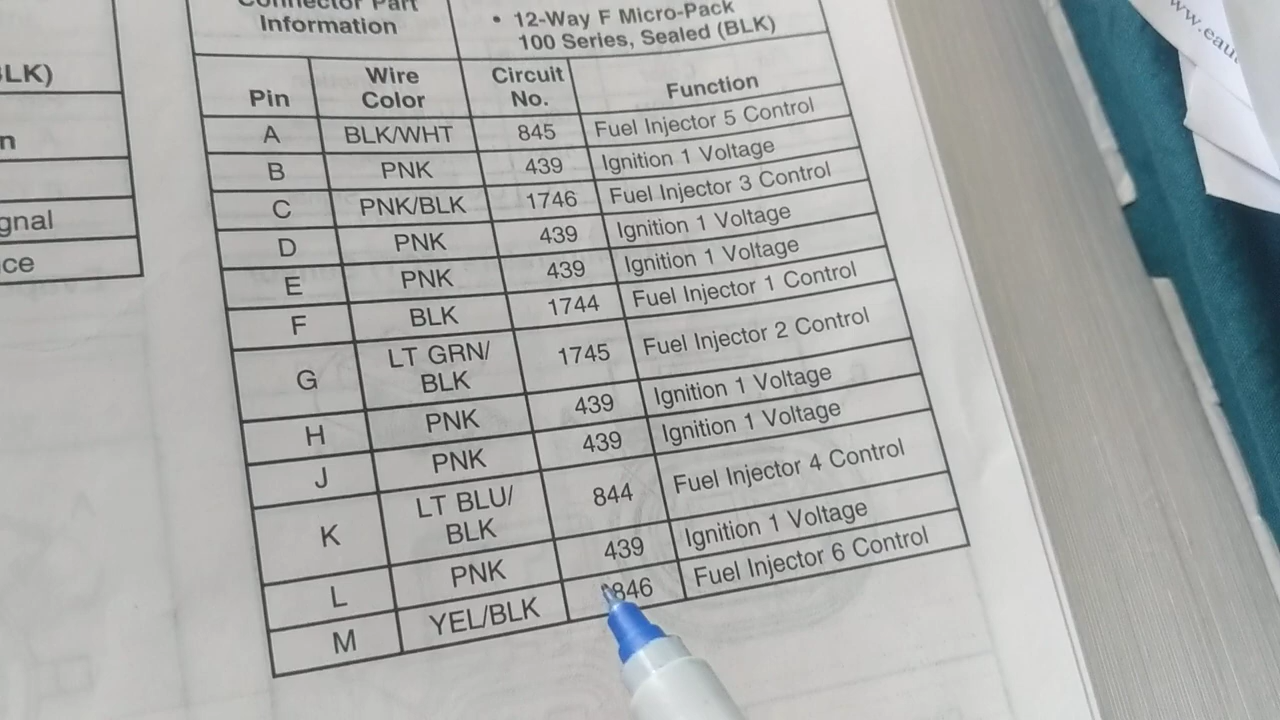 Connector Part
Information
• 12-Way F Micro-Pack
100 Series, Sealed (BLK)
Pin
Wire
Color
Circuit
No.
Function
A BLK/WHT 845 Fuel Injector 5 Control
B PNK 439 Ignition 1 Voltage
C PNK/BLK 1746 Fuel Injector 3 Control
D PNK 439 Ignition 1 Voltage
E PNK 439 Ignition 1 Voltage
F BLK 1744 Fuel Injector 1 Control
G LT GRN/
BLK 1745 Fuel Injector 2 Control
H PNK 439 Ignition 1 Voltage
J PNK 439 Ignition 1 Voltage
K LT BLU/
BLK 844 Fuel Injector 4 Control
L PNK 439 Ignition 1 Voltage
M YEL/BLK 846 Fuel Injector 6 Control